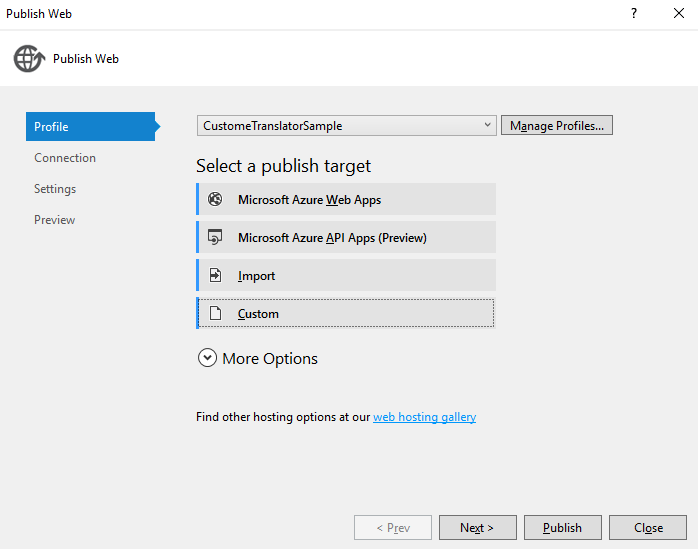 Publish Web
?
Publish Web
Profile
Connection
Settings
Preview
CustomeTranslatorSample
Manage Profiles...
Select a publish target
Microsoft Azure Web Apps
Microsoft Azure API Apps (Preview)
Import
Custom
More Options
Find other hosting options at our web hosting gallery
< Prev
Next >
Publish
Close